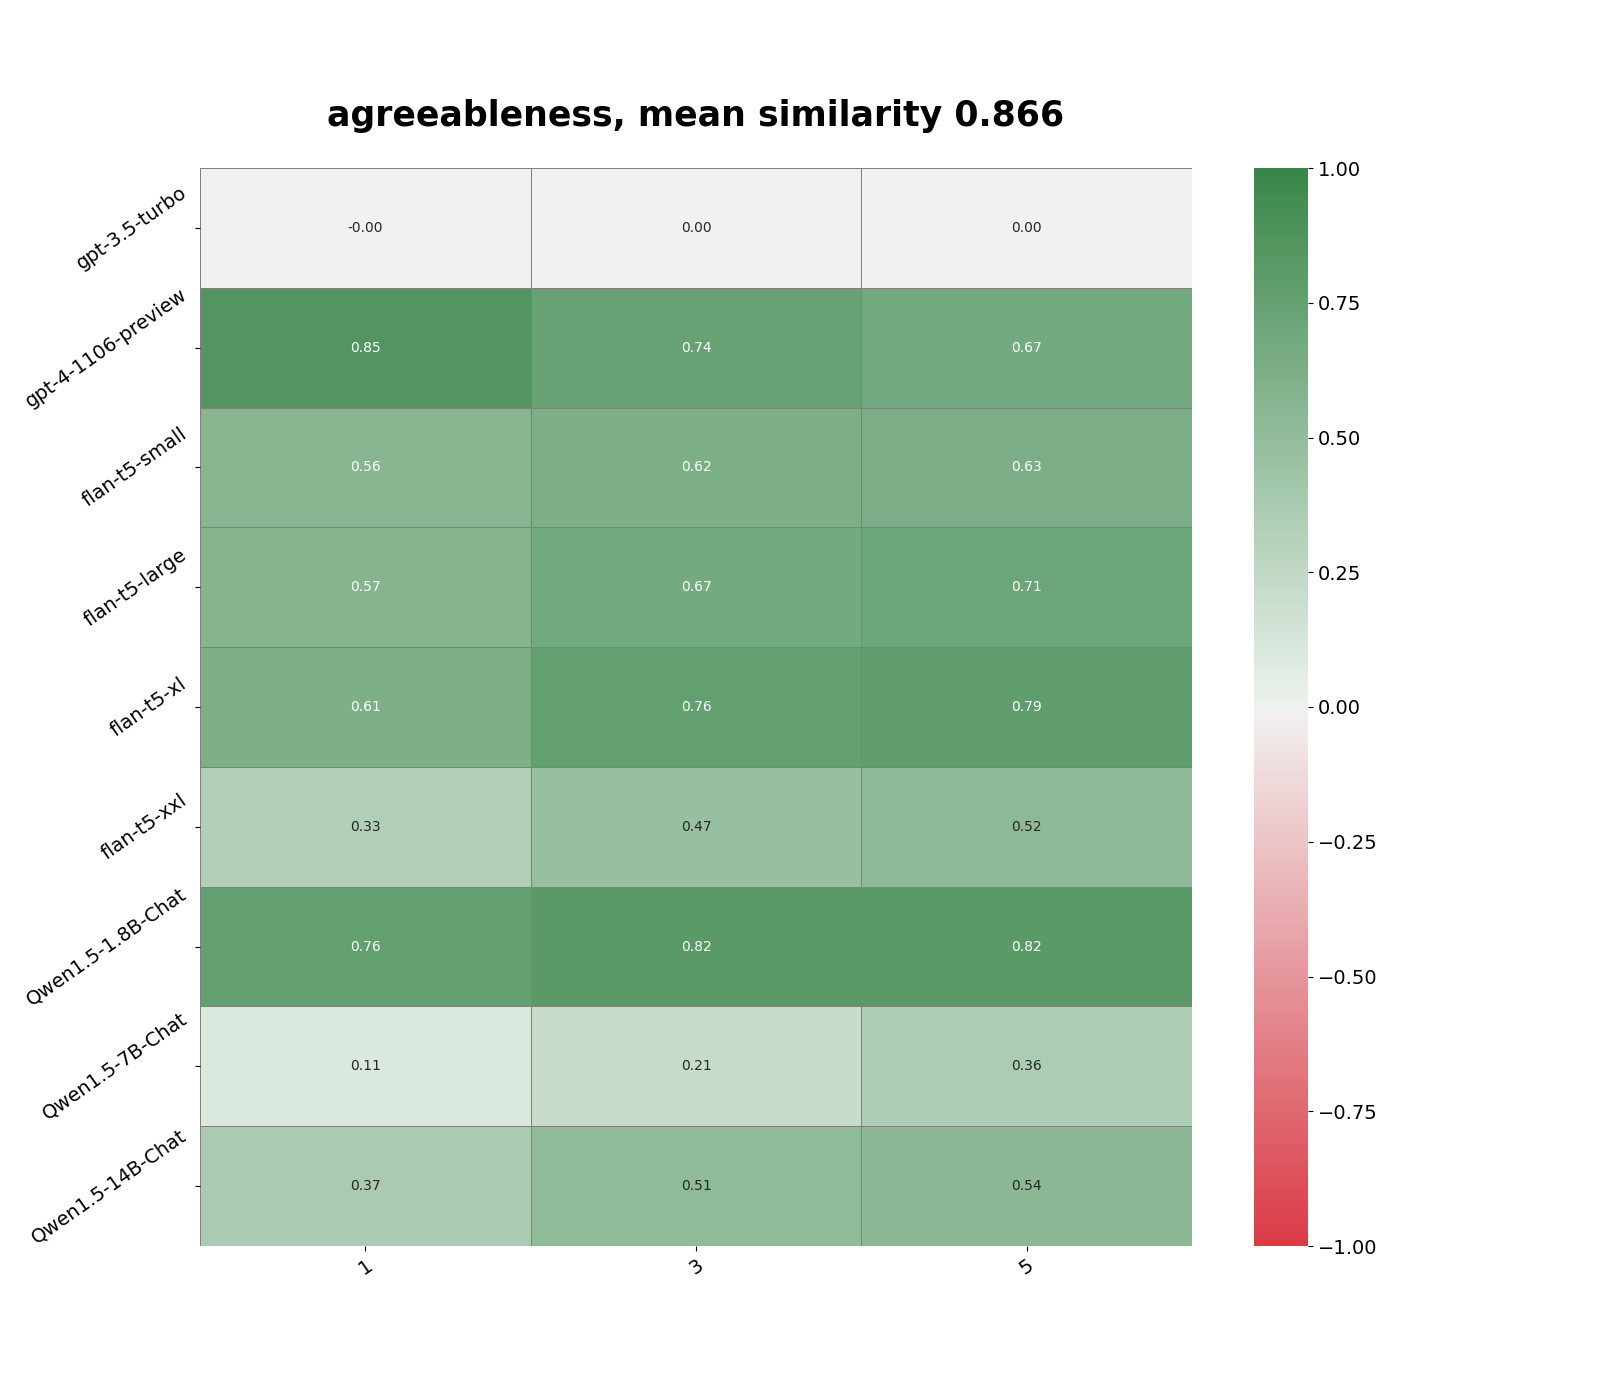 agreeableness, mean similarity 0.866
gpt-3.5-turbo -0.00 0.00 0.00
gpt-4-1106-preview 0.85 0.74 0.67
flan-t5-small 0.56 0.62 0.63
flan-t5-large 0.57 0.67 0.71
flan-t5-xl 0.61 0.76 0.79
flan-t5-xxl 0.33 0.47 0.52
Qwen1.5-1.8B-Chat 0.76 0.82 0.82
Qwen1.5-7B-Chat 0.11 0.21 0.36
Qwen1.5-14B-Chat 0.37 0.51 0.54
1 3 5
1.00
0.75
0.50
0.25
0.00
−0.25
−0.50
−0.75
−1.00